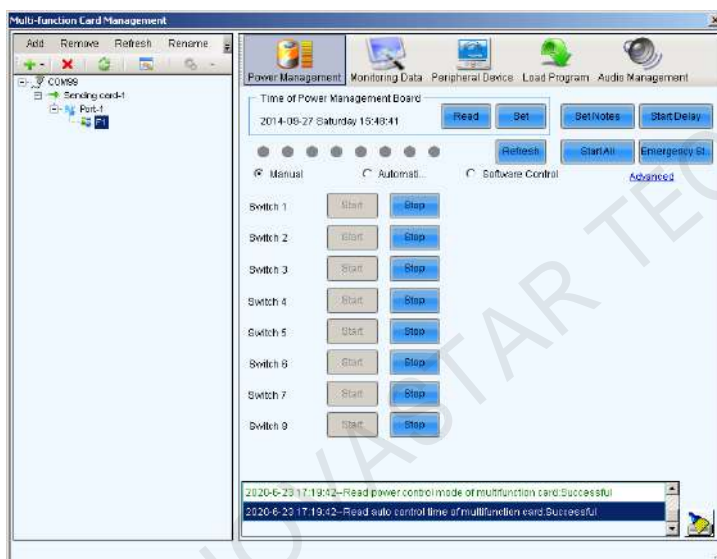 Multi-function Card Management
Add Remove Refresh Rename
COM99
Sending card-1
Port-1
F1
Power Management Monitoring Data Peripheral Device Load Program Audio Management
Time of Power Management Board
2014-09-27 Saturday 15:48:41
Read Set Set Notes Start Delay
Refresh Start All Emergency St...
Manual Automati... Software Control Advanced
Switch 1 Start Stop
Switch 2 Start Stop
Switch 3 Start Stop
Switch 4 Start Stop
Switch 5 Start Stop
Switch 6 Start Stop
Switch 7 Start Stop
Switch 8 Start Stop
2020-6-23 17:19:42--Read power control mode of multifunction card:Successful
2020-6-23 17:19:42--Read auto control time of multifunction card:Successful
NOVASTAR TEC